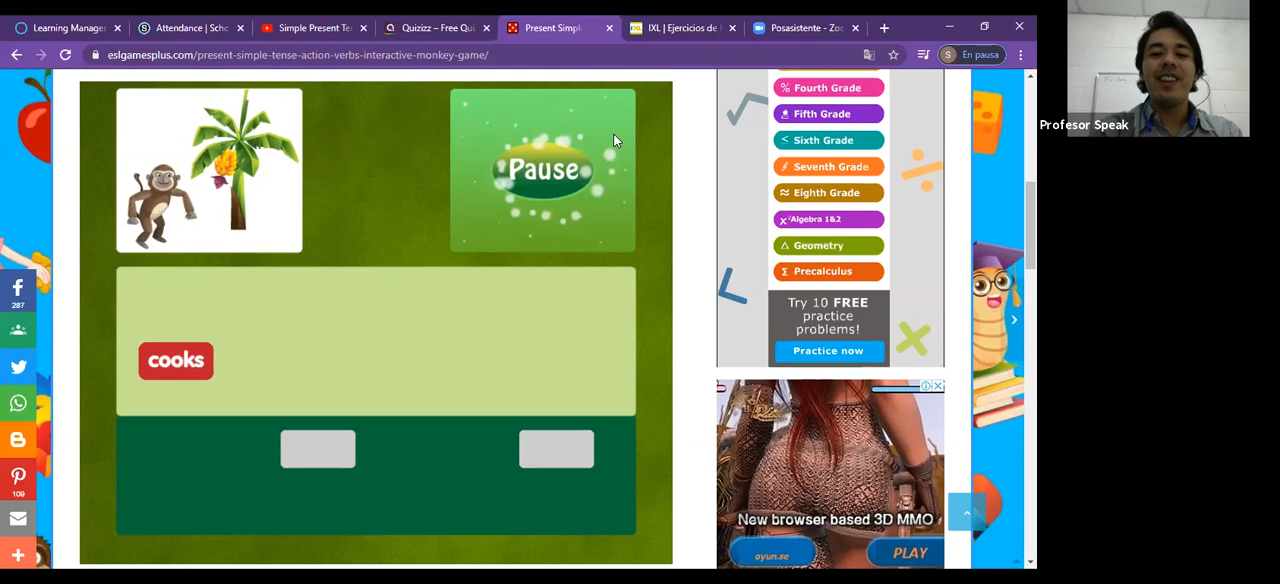 Learning Manager
Attendance | Scho
Simple Present Te
Quizizz – Free Qu
Present Simpl
IXL | Ejercicios de
Posasistente - Zoo
eslgamesplus.com/present-simple-tense-action-verbs-interactive-monkey-game/
En pausa
Profesor Speak
Pause
cooks
287
109
Fourth Grade
Fifth Grade
Sixth Grade
Seventh Grade
Eighth Grade
Algebra 1&2
Geometry
Precalculus
Try 10 FREE
practice
problems!
Practice now
New browser based 3D MMO
oyun.se
PLAY